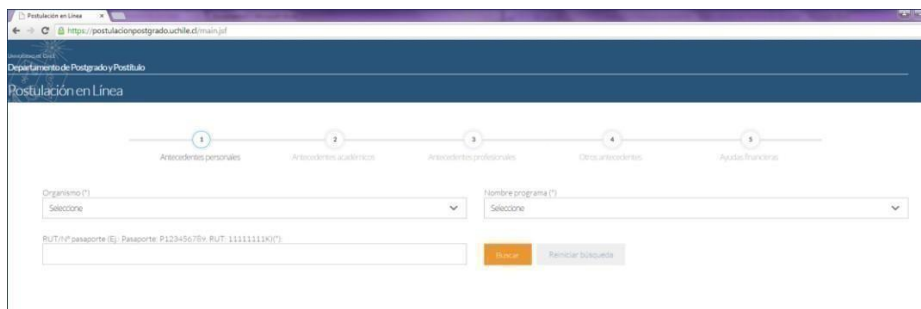 Postulación en Línea
https://postulacionpostgrado.uchile.cl/main.jsf
Departamento de Postgrado y Postítulo
Postulación en Línea
1 2 3 4 5
Antecedentes personales Antecedentes académicos Antecedentes profesionales Otros antecedentes Ayudas financieras
Organismo (*) Nombre programa (*)
Seleccione Seleccione
RUT/Nº pasaporte (Ej.: Pasaporte: P123456789, RUT: 11111111K)(*)
Buscar Reiniciar búsqueda